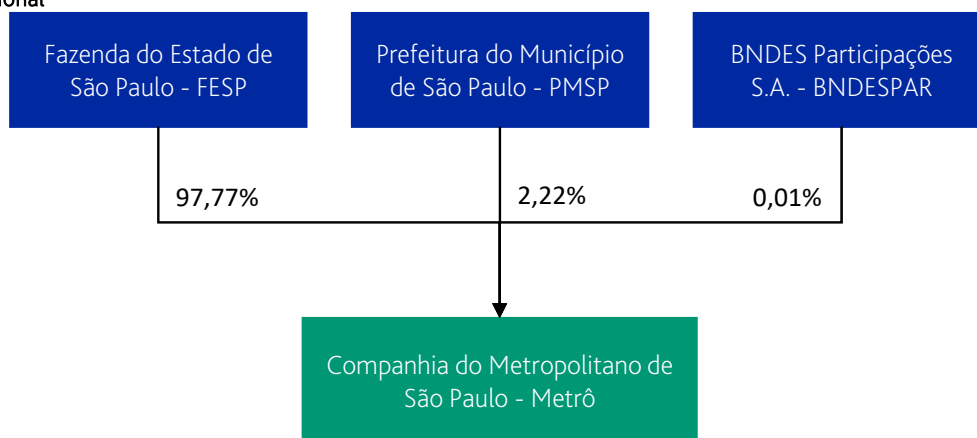 Fazenda do Estado de
São Paulo - FESP
Prefeitura do Município
de São Paulo - PMSP
BNDES Participações
S.A. - BNDESPAR
97,77%
2,22%
0,01%
Companhia do Metropolitano de
São Paulo - Metrô